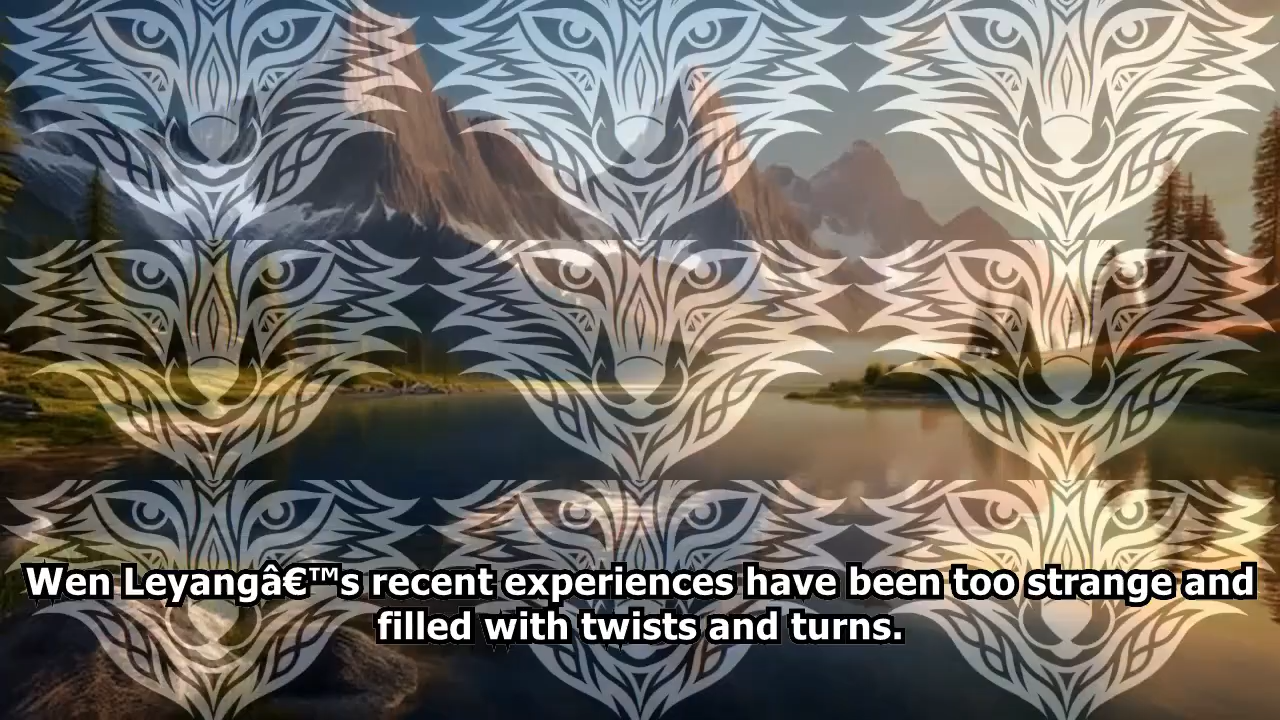 Wen Leyangâ€™s recent experiences have been too strange and
filled with twists and turns.